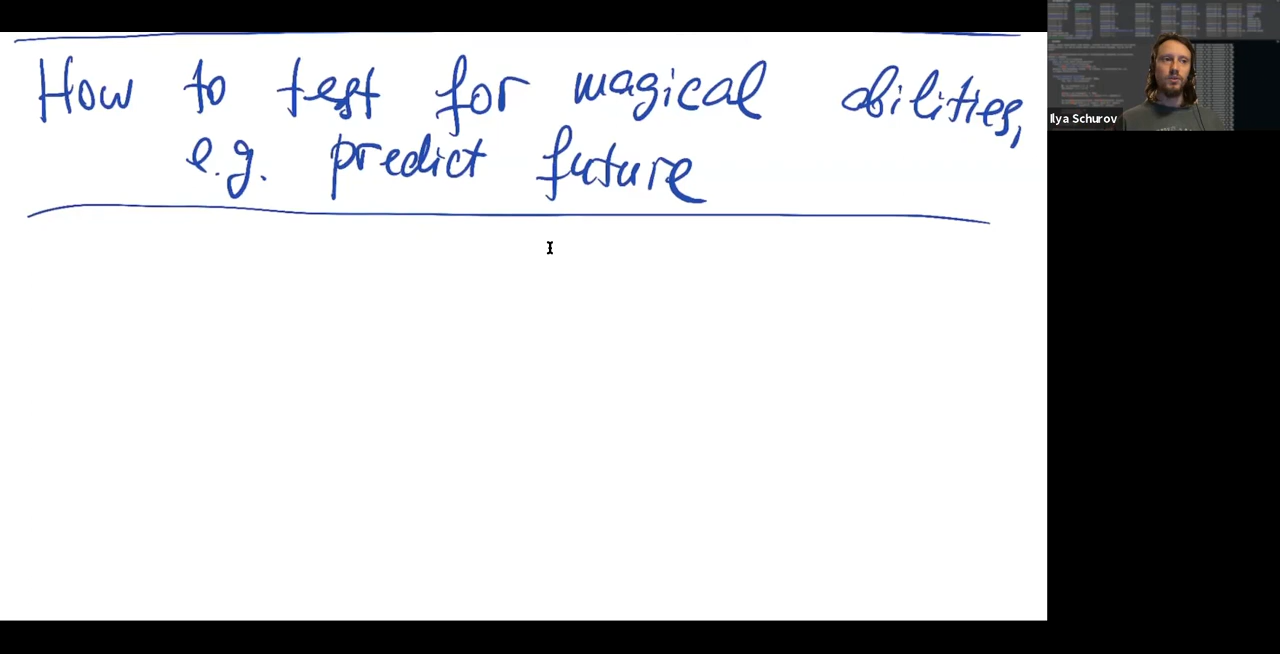 How to test for magical abilities,
e.g. predict future
Ilya Schurov